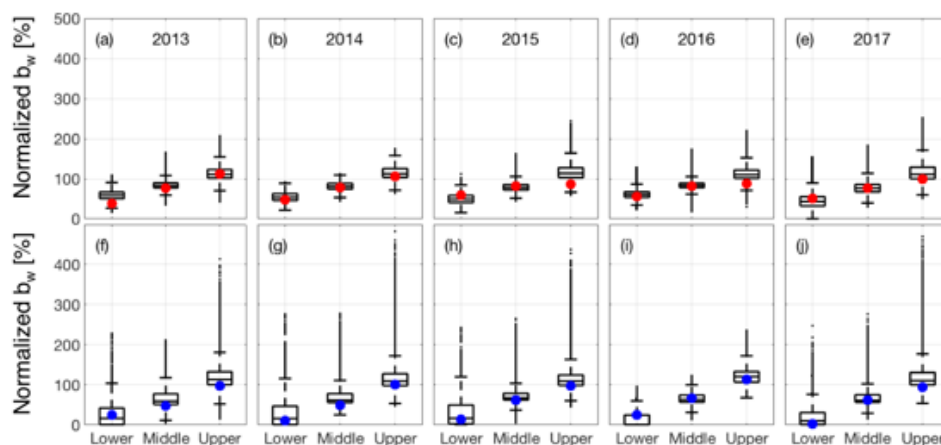 500
400
300
200
100
0
Normalized b_w [%]
(a) 2013
(b) 2014
(c) 2015
(d) 2016
(e) 2017
400
300
200
100
0
Normalized b_w [%]
(f)
(g)
(h)
(i)
(j)
Lower Middle Upper Lower Middle Upper Lower Middle Upper Lower Middle Upper Lower Middle Upper